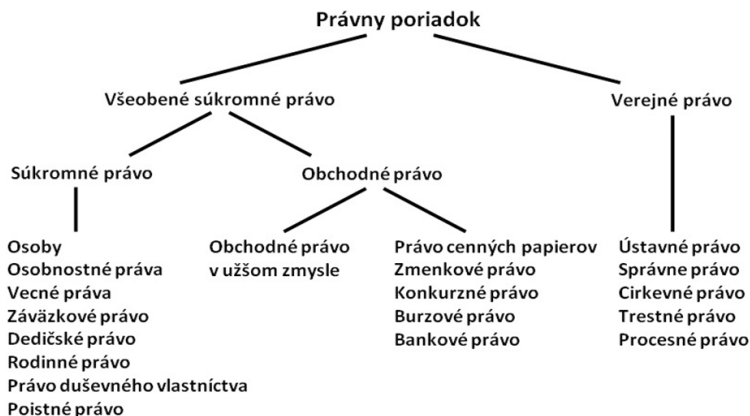 Právny poriadok
Všeobené súkromné právo
Verejné právo
Súkromné právo
Obchodné právo
Osoby
Osobnostné práva
Vecné práva
Záväzkové právo
Dedičské právo
Rodinné právo
Právo duševného vlastníctva
Poistné právo
Obchodné právo
v užšom zmysle
Právo cenných papierov
Zmenkové právo
Konkurzné právo
Burzové právo
Bankové právo
Ústavné právo
Správne právo
Cirkevné právo
Trestné právo
Procesné právo